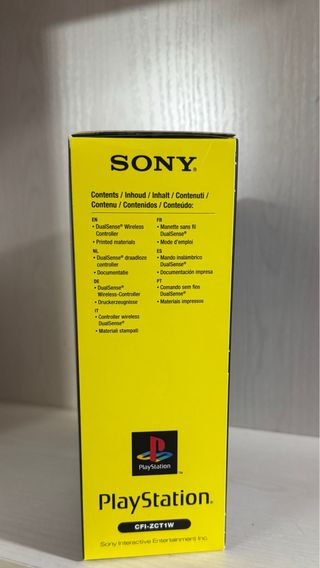 SONY®
Contents / Inhoud / Inhalt / Contenuti /
Contenu / Contenidos / Conteúdo:
EN
• DualSense® Wireless
Controller
• Printed materials
NL
• DualSense® draadloze
controller
• Documentatie
DE
• DualSense®
Wireless-Controller
• Druckerzeugnisse
IT
• Controller wireless
DualSense®
• Materiali stampati
FR
• Manette sans fil
DualSense®
• Mode d'emploi
ES
• Mando inalámbrico
DualSense®
• Documentación impresa
PT
• Comando sem fios
DualSense®
• Materiais impressos
PlayStation
TM
PlayStation®
CFI-ZCT1W
Sony Interactive Entertainment Inc.